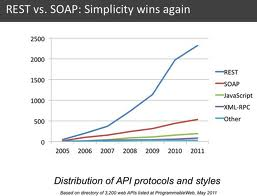 REST vs. SOAP: Simplicity wins again
2500
2000
1500
1000
500
0
2005 2006 2007 2008 2009 2010 2011
REST
SOAP
JavaScript
XML-RPC
Other
Distribution of API protocols and styles
Based on directory of 3,200 web APIs listed at ProgrammableWeb, May 2011